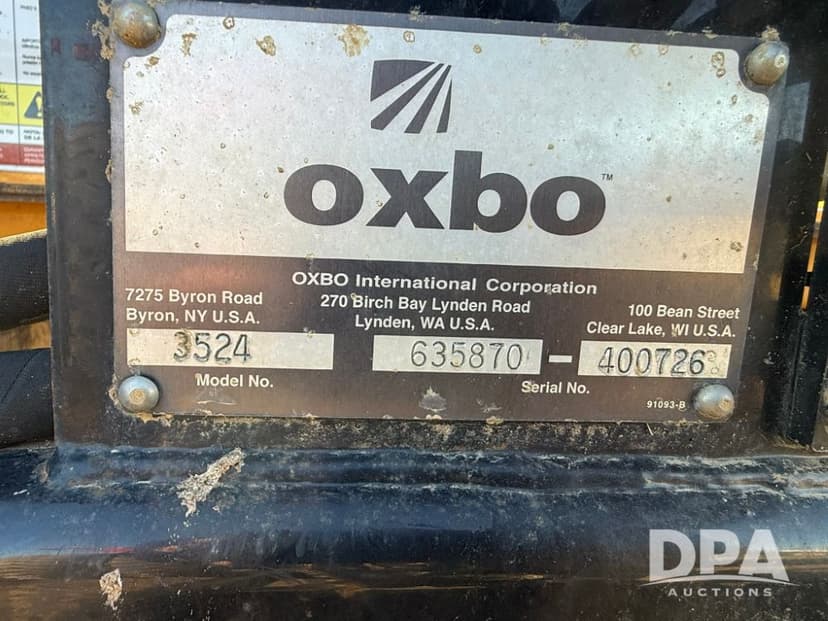 oxbo™
OXBO International Corporation
7275 Byron Road
Byron, NY U.S.A.
270 Birch Bay Lynden Road
Lynden, WA U.S.A.
100 Bean Street
Clear Lake, WI U.S.A.
3524
635870 - 400726
Model No.
Serial No.
91093-B
DPA
AUCTIONS